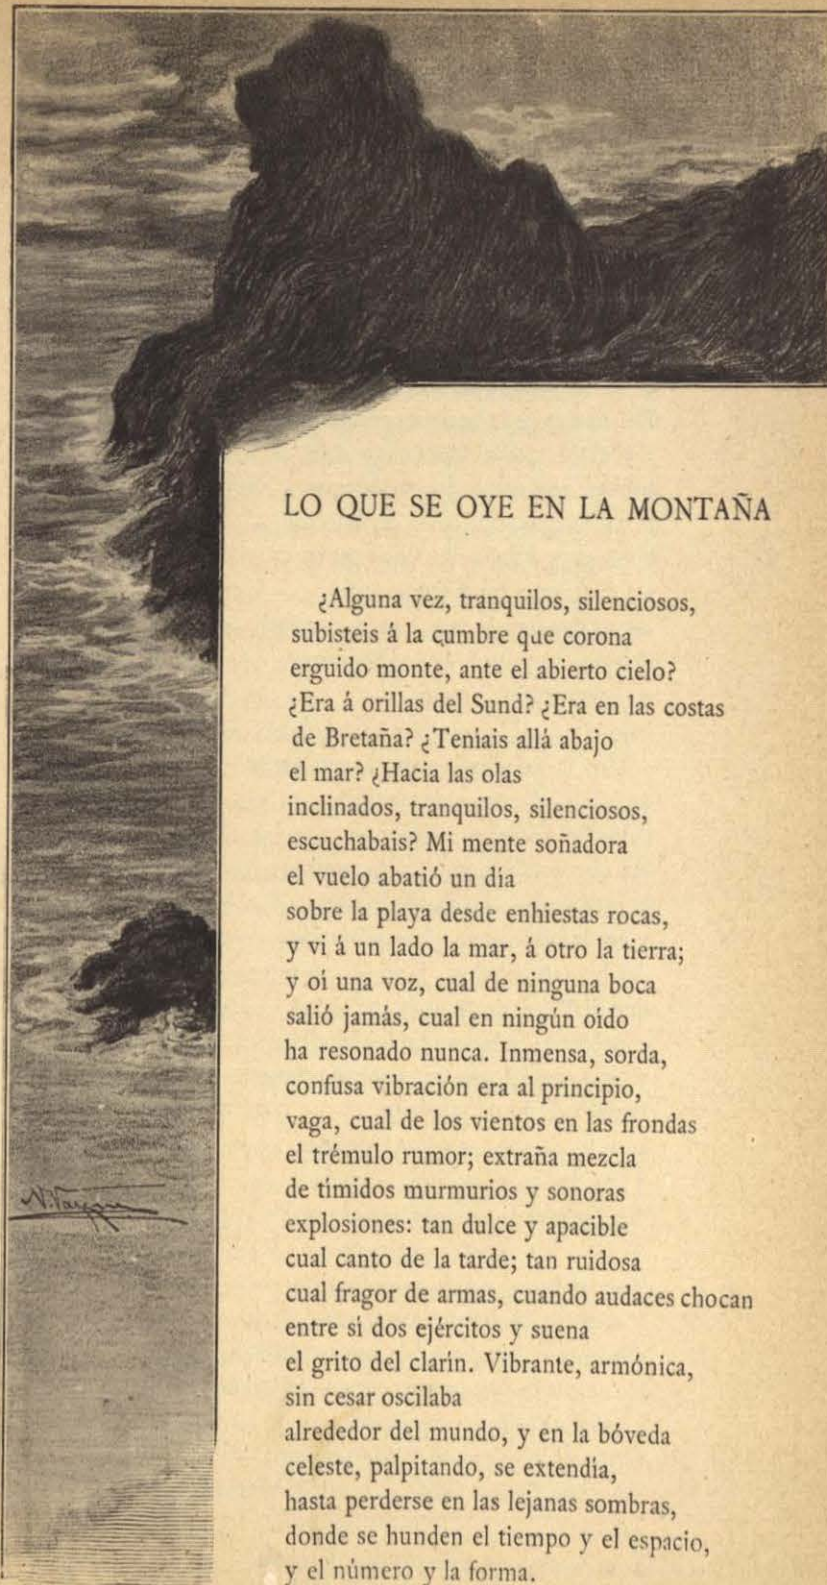 LO QUE SE OYE EN LA MONTAÑA
¿Alguna vez, tranquilos, silenciosos,
subisteis á la cumbre que corona
erguido monte, ante el abierto cielo?
¿Era á orillas del Sund? ¿Era en las costas
de Bretaña? ¿Teníais allá abajo
el mar? ¿Hacia las olas
inclinados, tranquilos, silenciosos,
escuchabais? Mi mente soñadora
el vuelo abatió un día
sobre la playa desde enhiestas rocas,
y vi á un lado la mar, á otro la tierra;
y oí una voz, cual de ninguna boca
salió jamás, cual en ningún oído
ha resonado nunca. Inmensa, sorda,
confusa vibración era al principio,
vaga, cual de los vientos en las frondas
el trémulo rumor; extraña mezcla
de tímidos murmurios y sonoras
explosiones: tan dulce y apacible
cual canto de la tarde; tan ruidosa
cual fragor de armas, cuando audaces chocan
entre sí dos ejércitos y suena
el grito del clarín. Vibrante, armónica,
sin cesar oscilaba
alrededor del mundo, y en la bóveda
celeste, palpitando, se extendía,
hasta perderse en las lejanas sombras,
donde se hunden el tiempo y el espacio,
y el número y la forma.